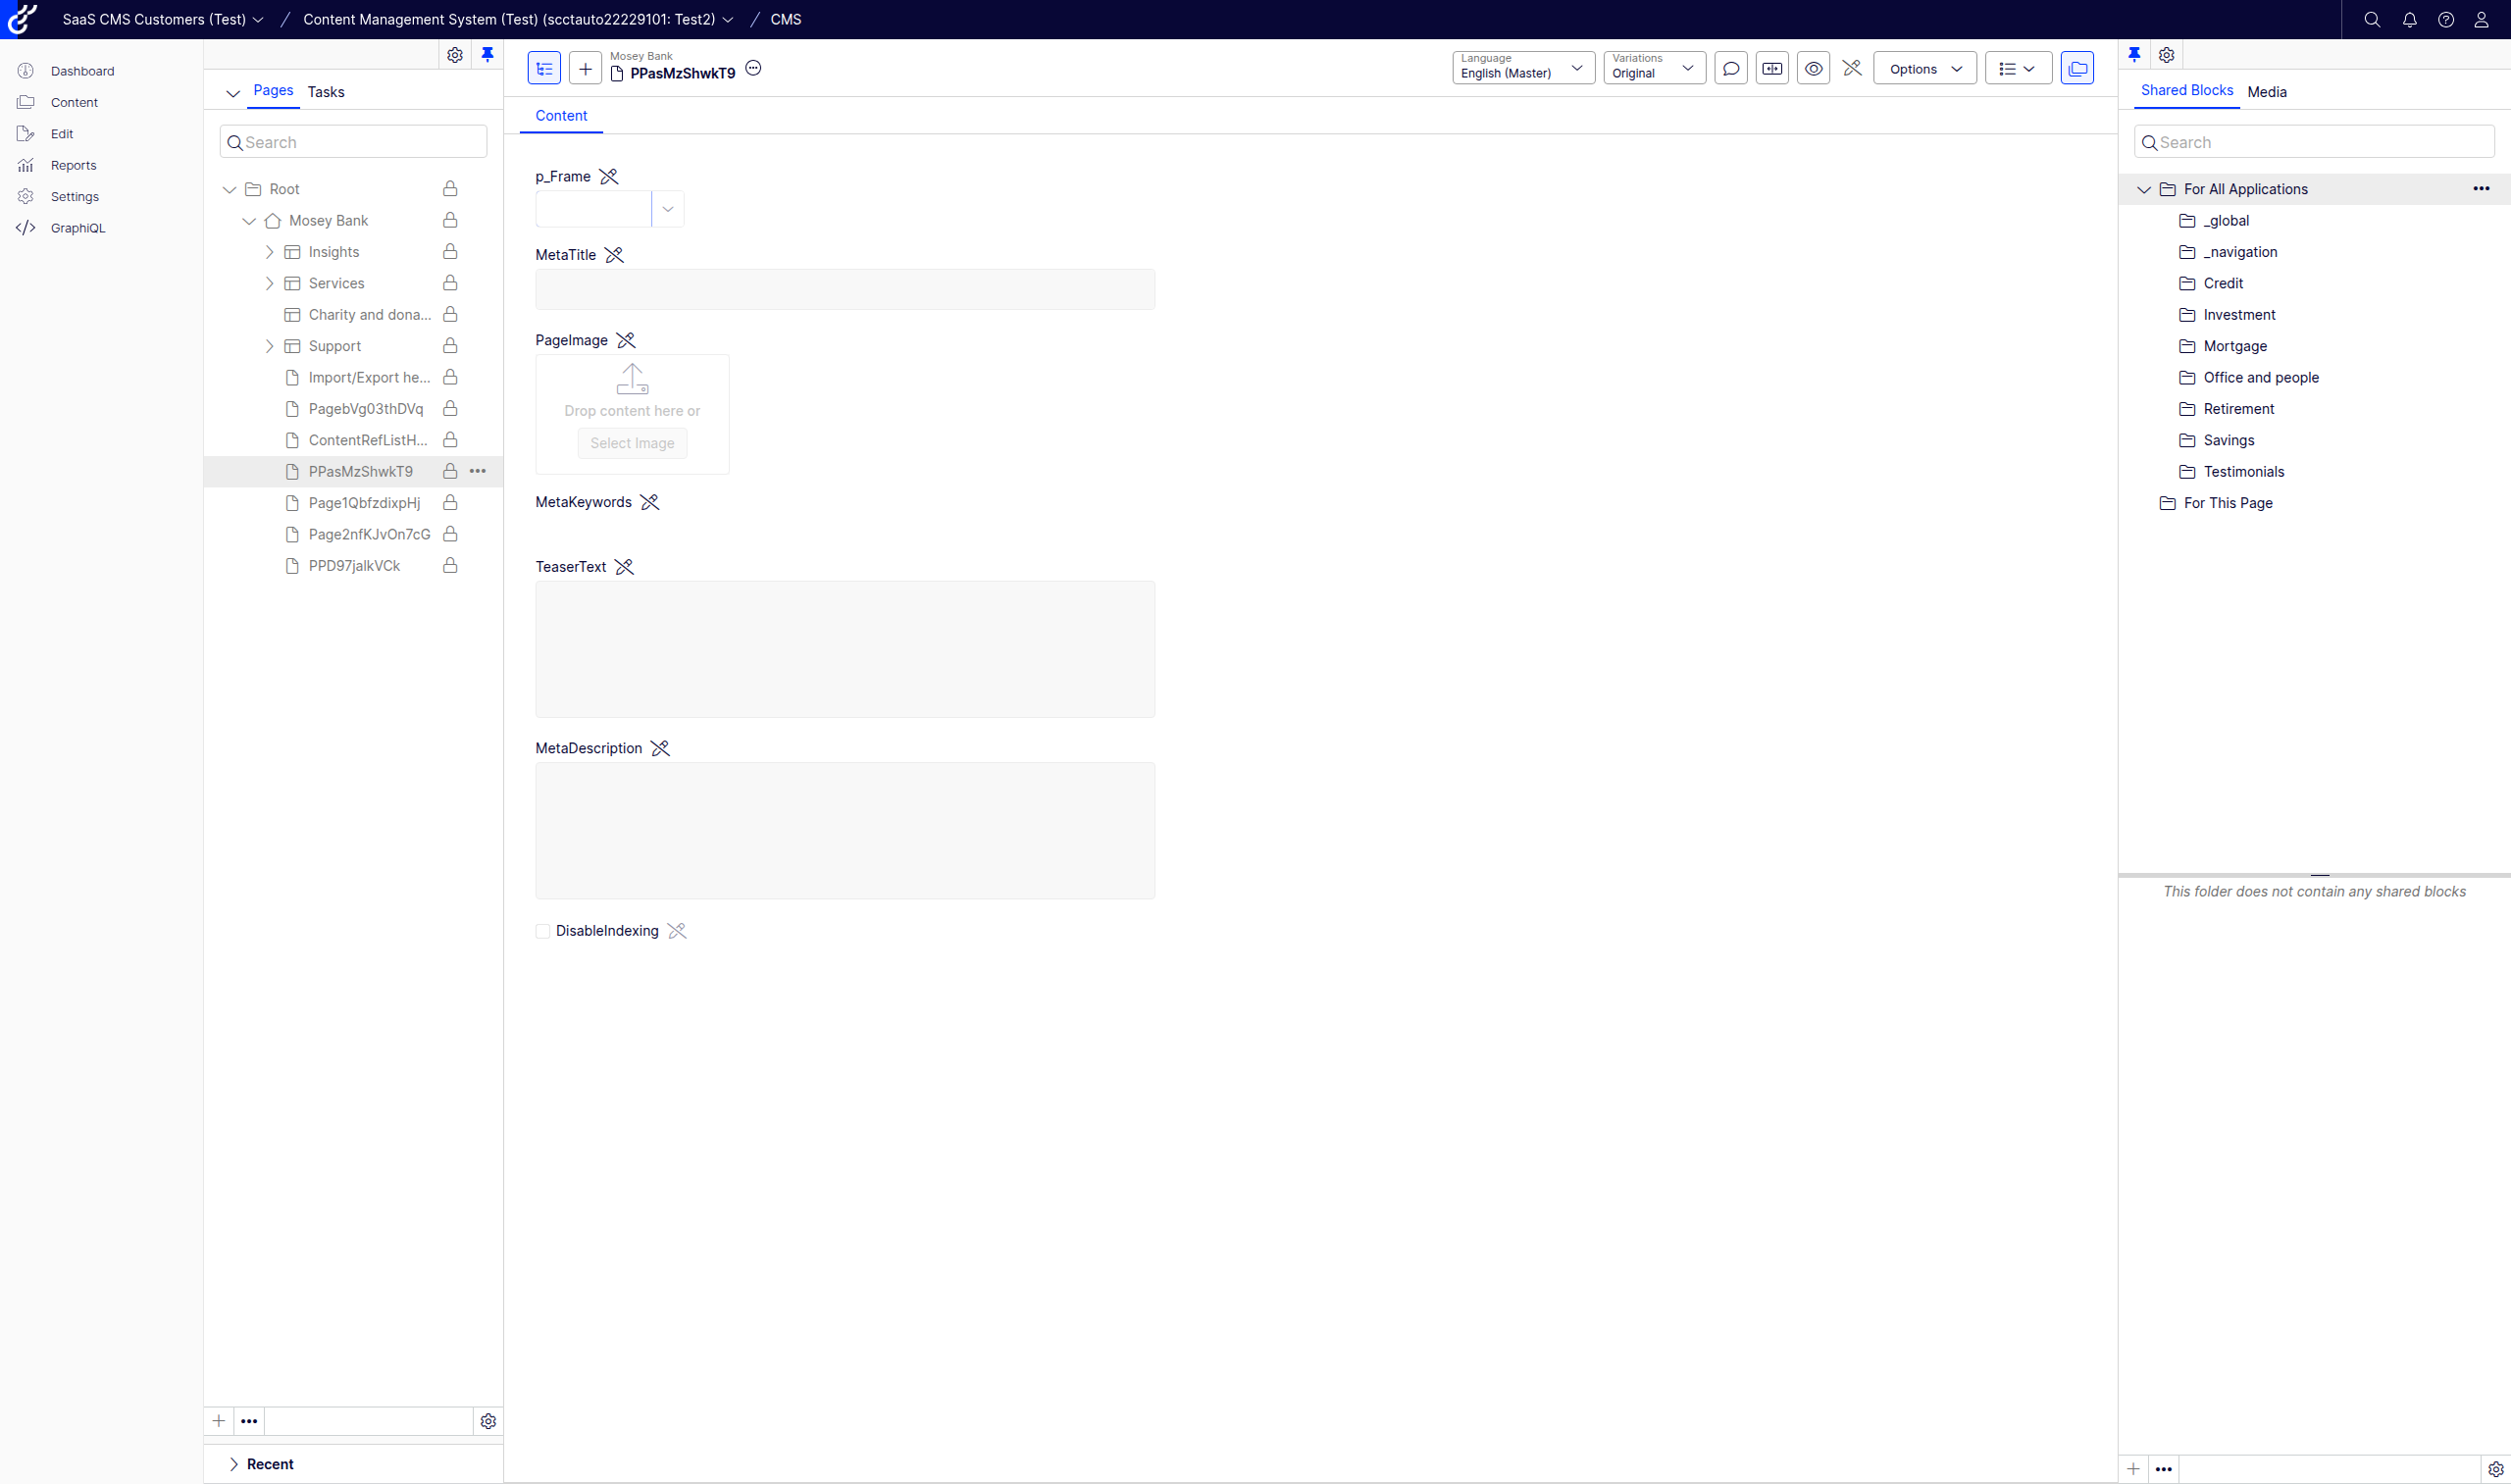 SaaS CMS Customers (Test) / Content Management System (Test) (scctauto22229101: Test2) / CMS
Dashboard
Content
Edit
Reports
Settings
GraphiQL
Pages Tasks
Search
Root
Mosey Bank
Insights
Services
Charity and dona...
Support
Import/Export he...
PagebVg03thDVq
ContentRefListH...
PPasMzShwkT9
Page1QbfzdixpHj
Page2nfKJvOn7cG
PPD97jalkVCk
Recent
Mosey Bank
PPasMzShwkT9
Language
English (Master)
Variations
Original
Options
Content
p_Frame
MetaTitle
PageImage
Drop content here or
Select Image
MetaKeywords
TeaserText
MetaDescription
DisableIndexing
Shared Blocks Media
Search
For All Applications
_global
_navigation
Credit
Investment
Mortgage
Office and people
Retirement
Savings
Testimonials
For This Page
This folder does not contain any shared blocks